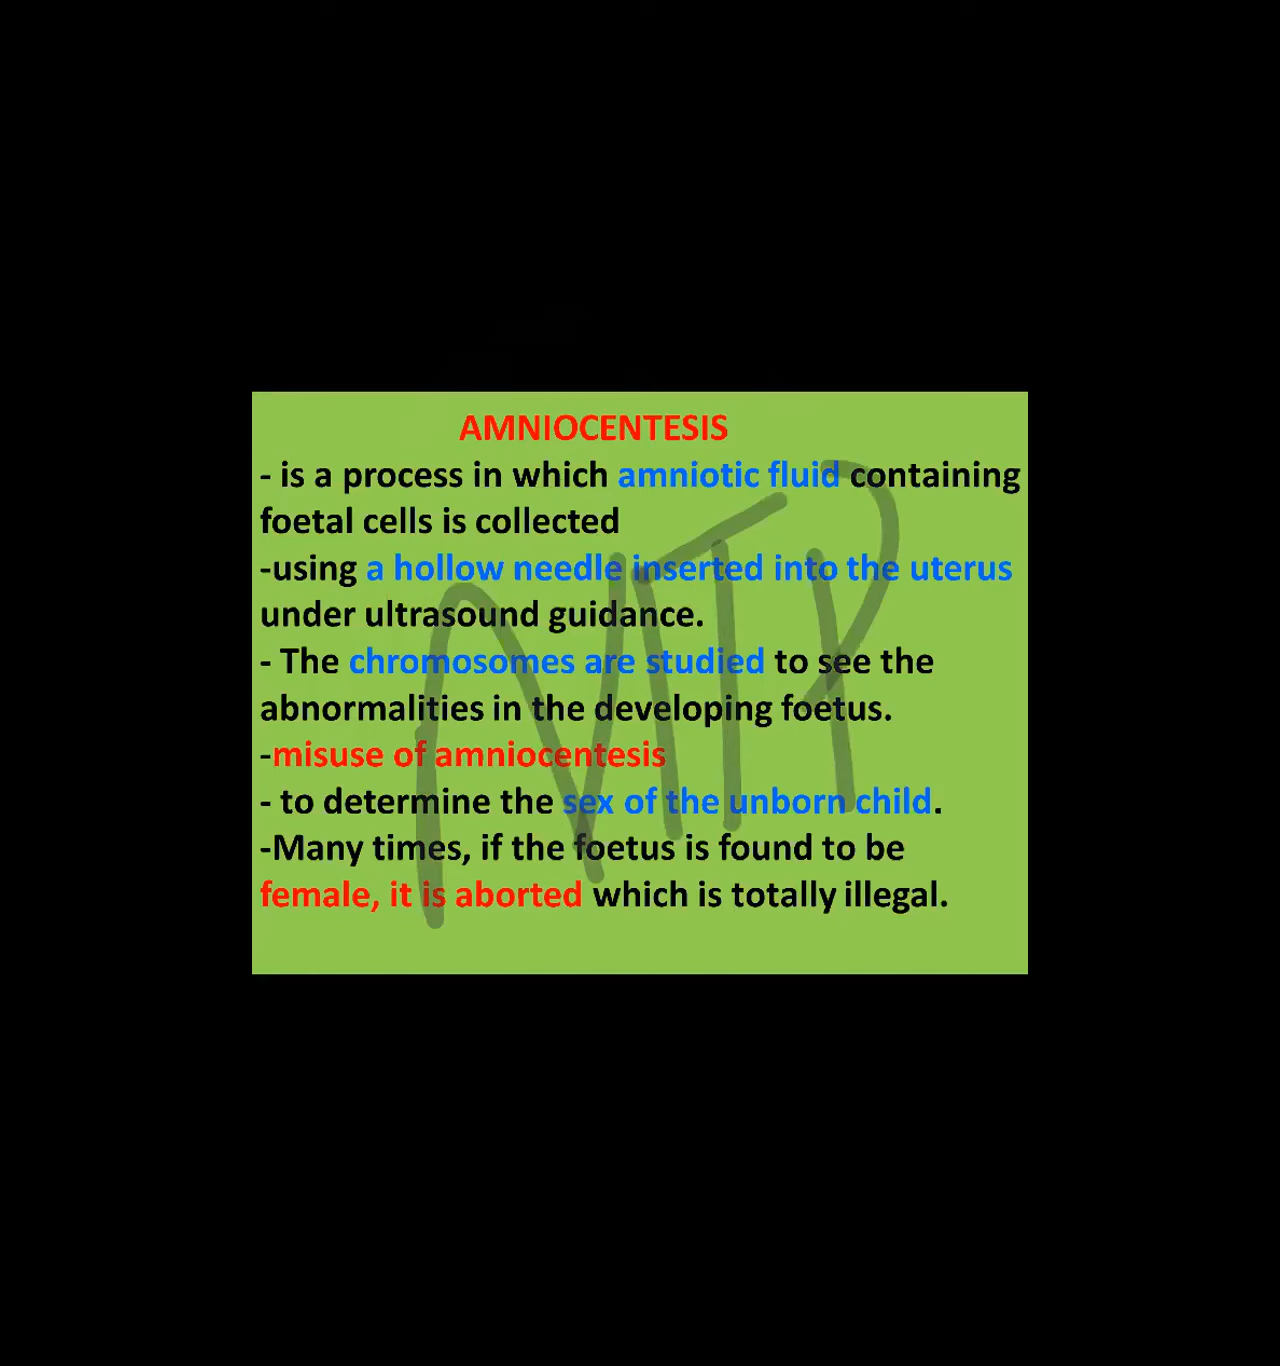 AMNIOCENTESIS
- is a process in which amniotic fluid containing
foetal cells is collected
-using a hollow needle inserted into the uterus
under ultrasound guidance.
- The chromosomes are studied to see the
abnormalities in the developing foetus.
-misuse of amniocentesis
- to determine the sex of the unborn child.
-Many times, if the foetus is found to be
female, it is aborted which is totally illegal.
MTP